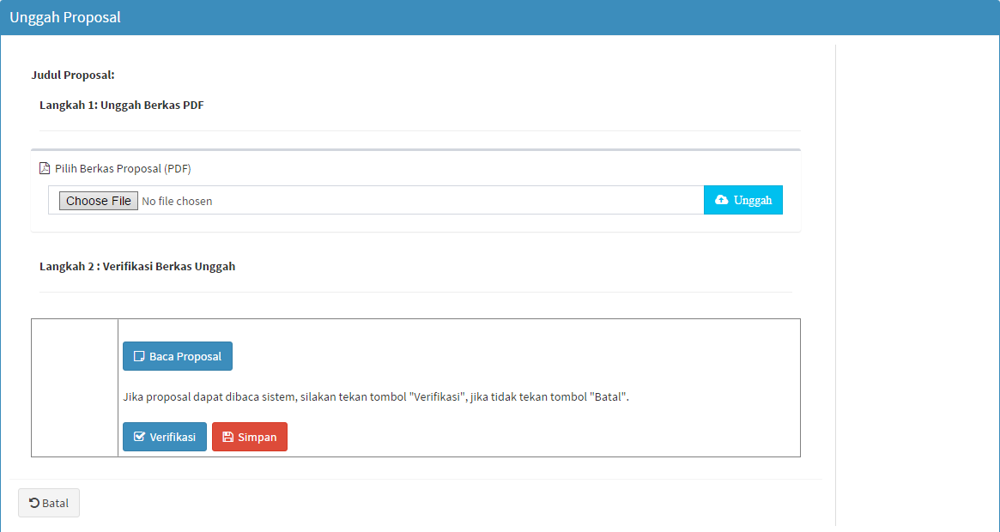 Unggah Proposal
Judul Proposal:
Langkah 1: Unggah Berkas PDF
Pilih Berkas Proposal (PDF)
Choose File No file chosen Unggah
Langkah 2 : Verifikasi Berkas Unggah
Baca Proposal
Jika proposal dapat dibaca sistem, silakan tekan tombol "Verifikasi", jika tidak tekan tombol "Batal".
Verifikasi Simpan
Batal